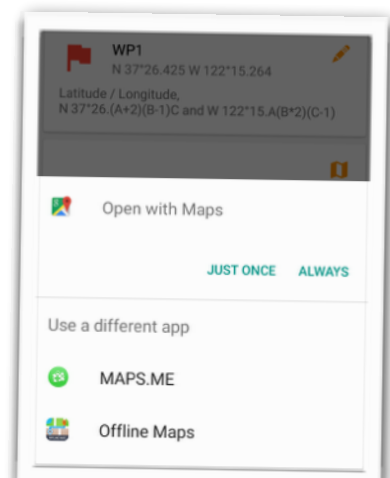 WP1
N 37°26.425 W 122°15.264
Latitude / Longitude,
N 37°26.(A+2)(B-1)C and W 122°15.A(B*2)(C-1)
Open with Maps
JUST ONCE ALWAYS
Use a different app
MAPS.ME
Offline Maps